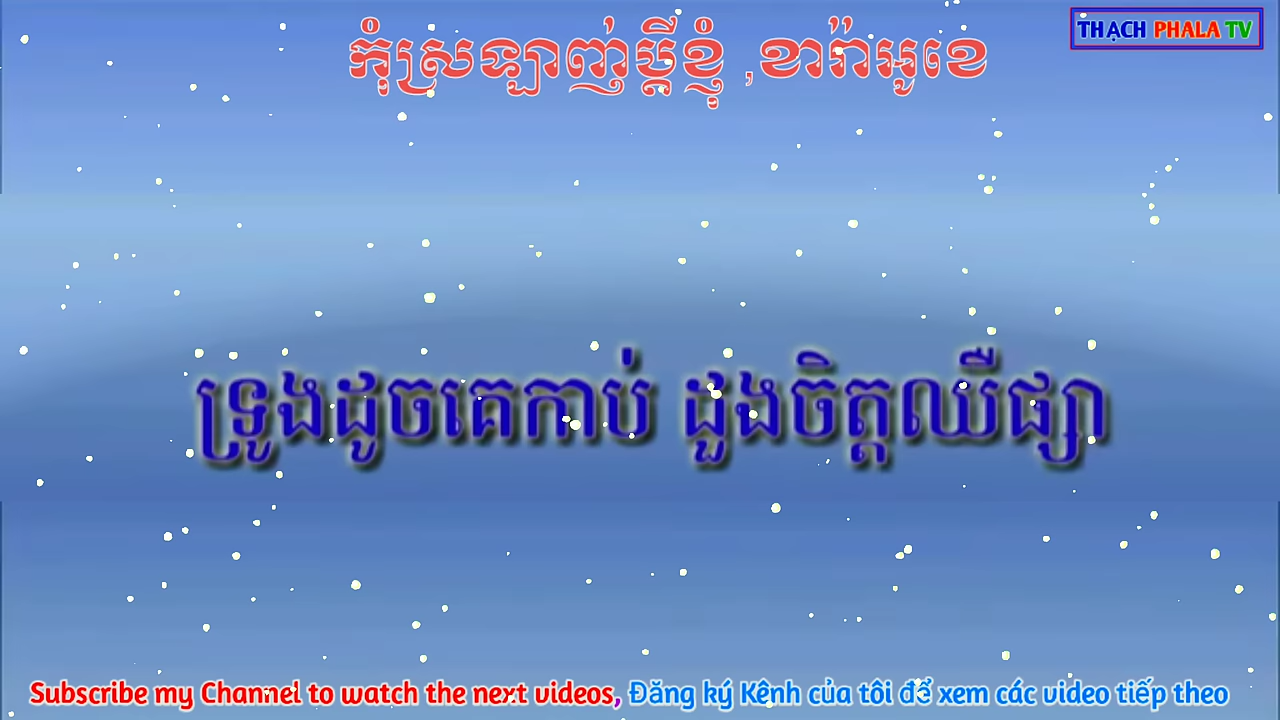 THẠCH PHALA TV
កុំស្រឡាញ់ប្ដីខ្ញុំ ,ខារ៉ាអូខេ
ទ្រូងដូចគេកាប់ ដួងចិត្តឈឺផ្សា
Subscribe my Channel to watch the next videos, Đăng ký Kênh của tôi để xem các video tiếp theo